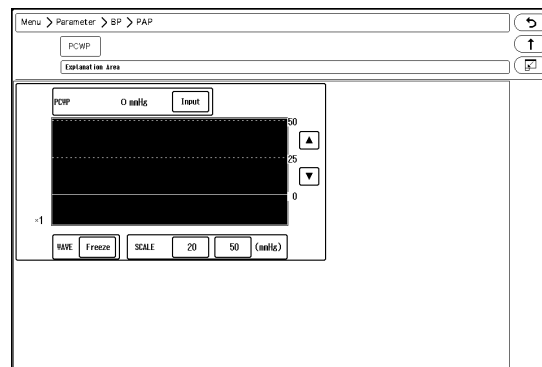 Menu > Parameter > BP > PAP
PCWP
Explanation Area
PCWP 0 mmHg Input
50
25
0
×1
WAVE Freeze SCALE 20 50 (mmHg)